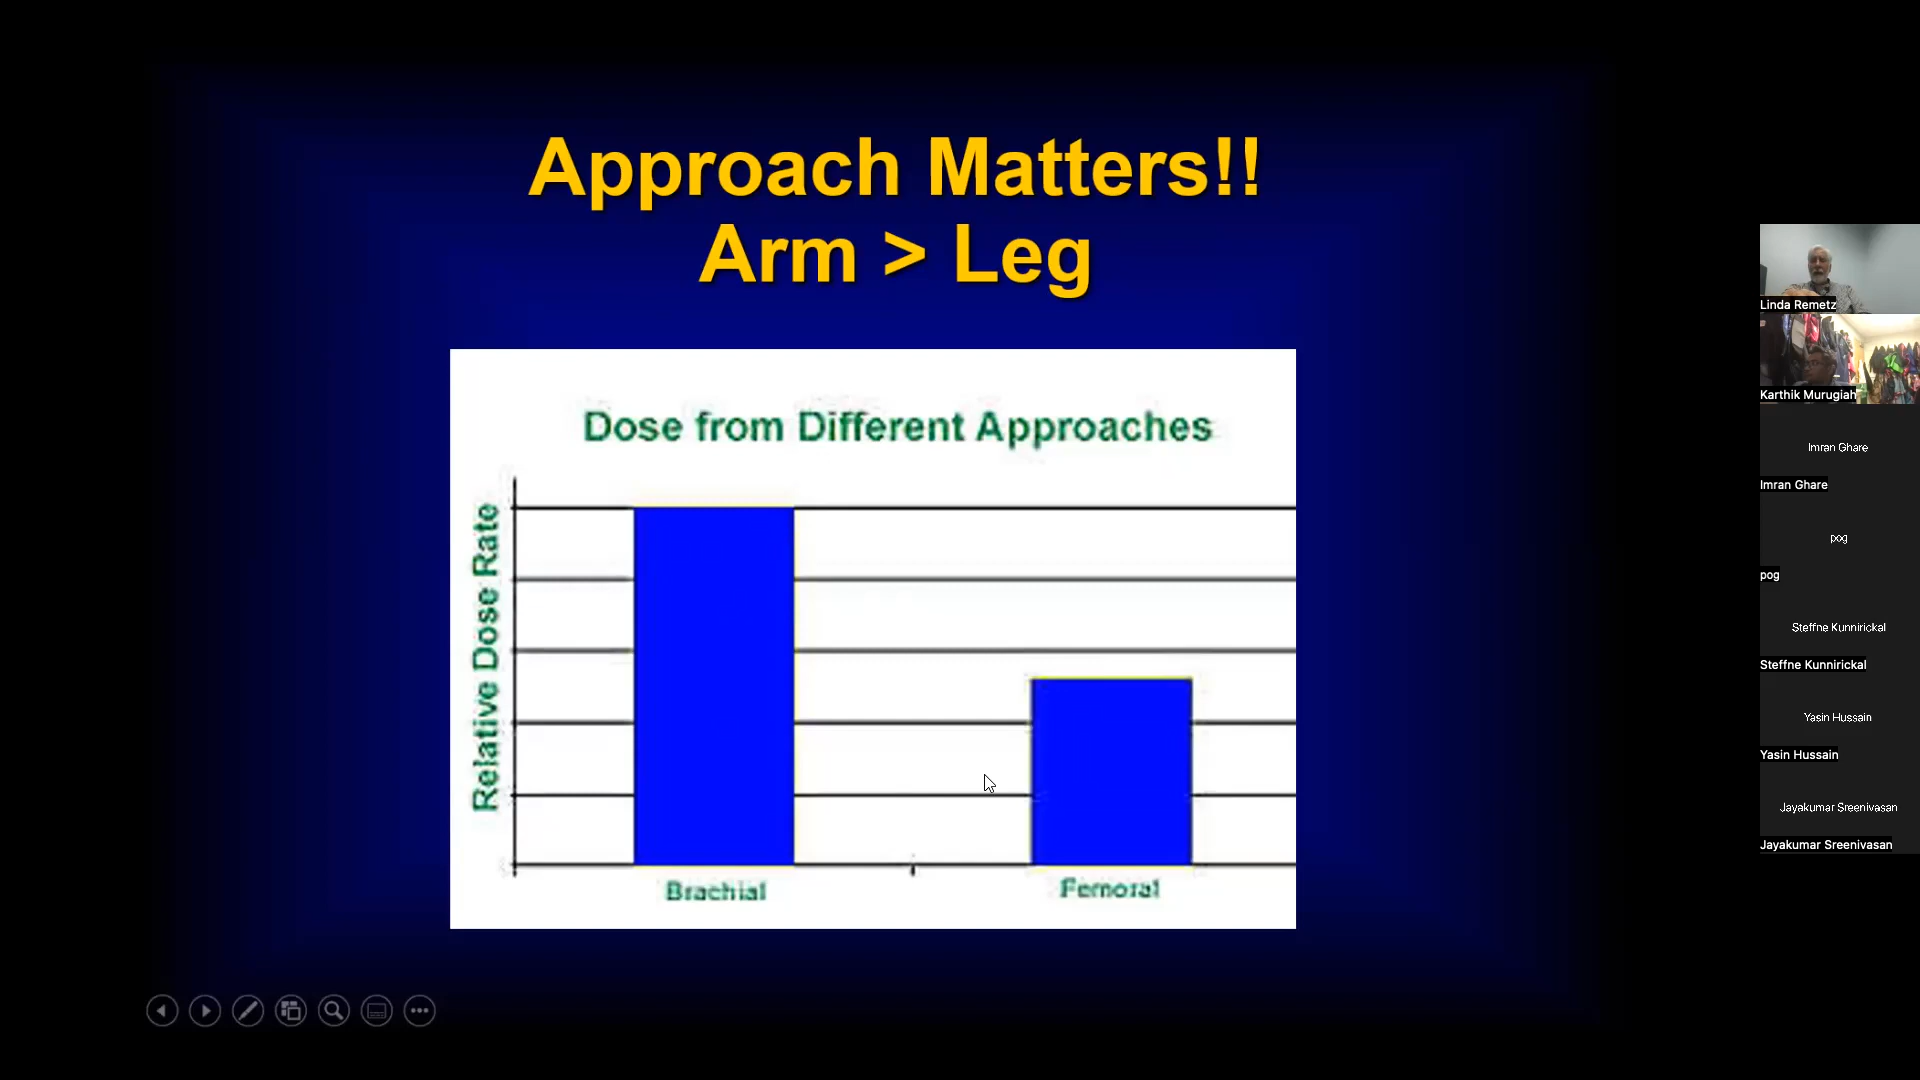 Approach Matters!!
Arm > Leg
Dose from Different Approaches
Relative Dose Rate
Brachial
Femoral
Linda Remetz
Karthik Murugiah
Imran Ghare
Imran Ghare
pog
pog
Steffne Kunnirickal
Steffne Kunnirickal
Yasin Hussain
Yasin Hussain
Jayakumar Sreenivasan
Jayakumar Sreenivasan